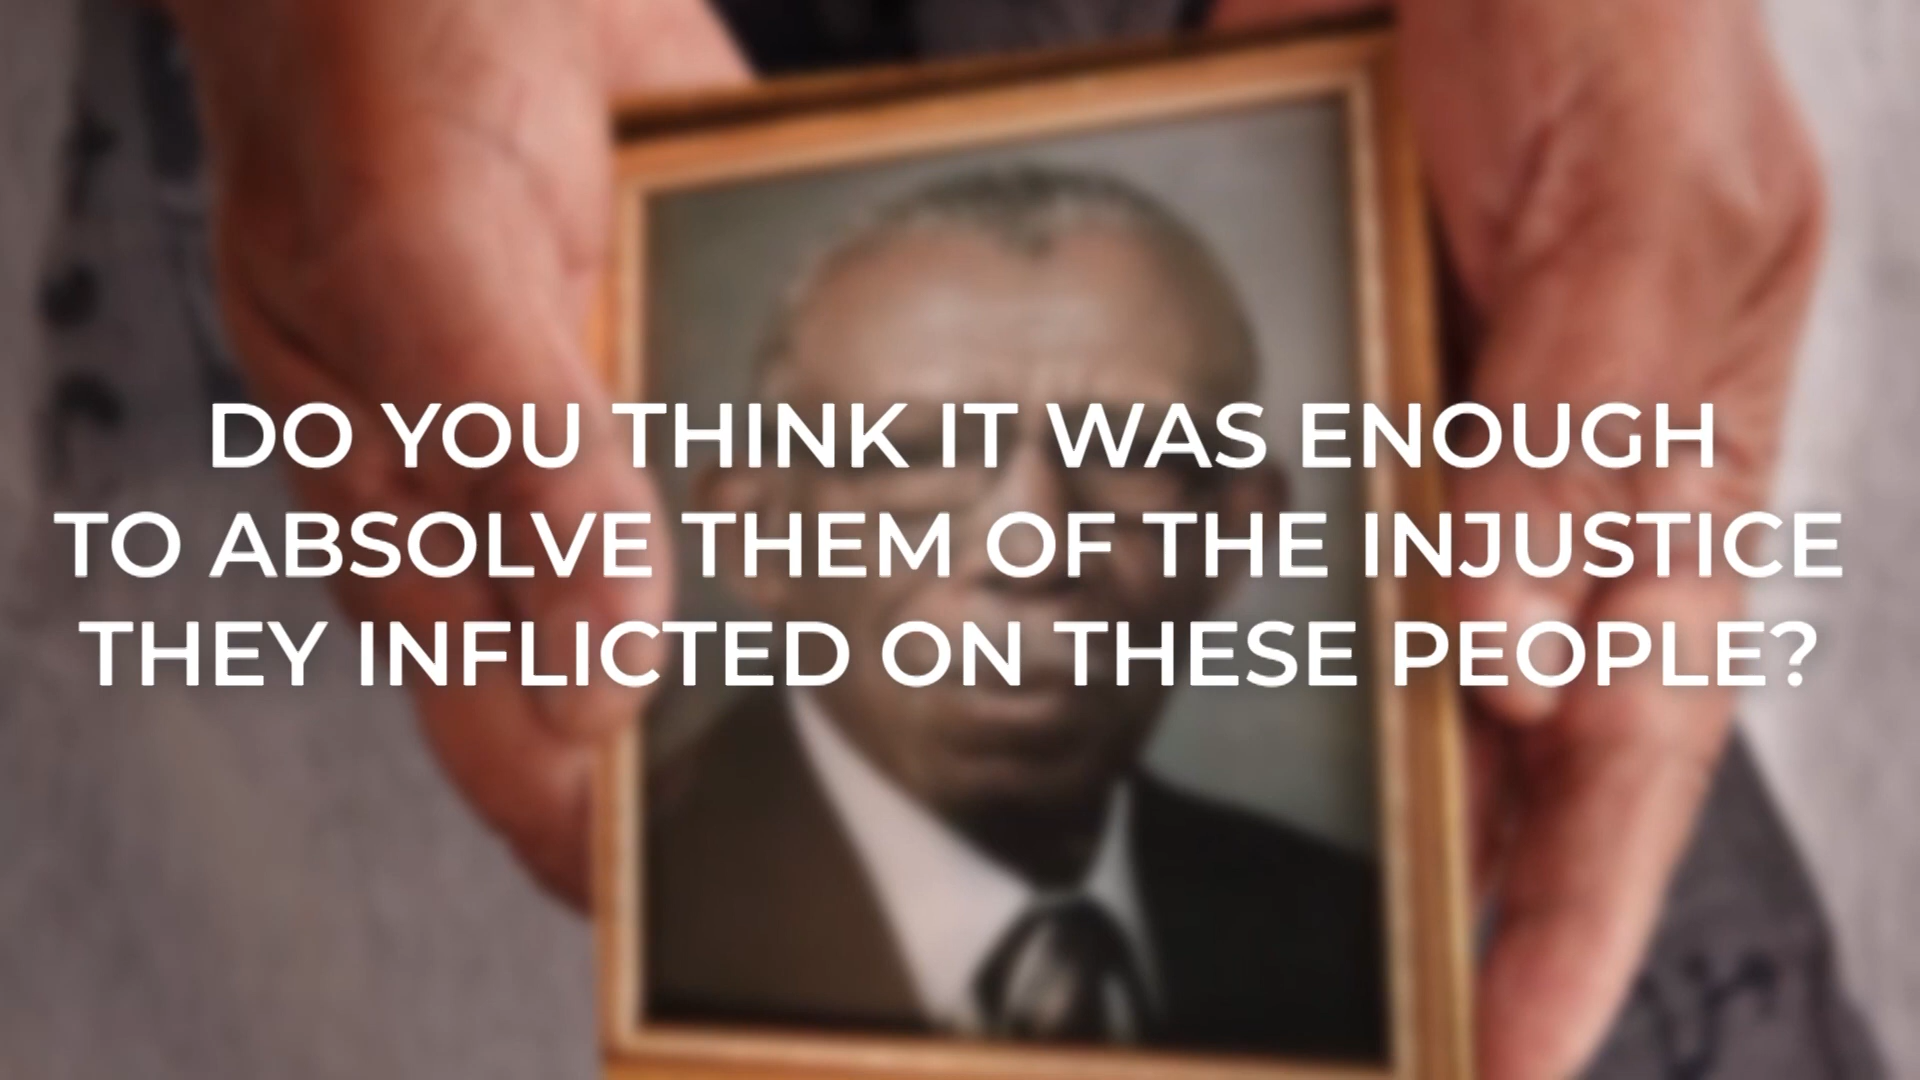 DO YOU THINK IT WAS ENOUGH
TO ABSOLVE THEM OF THE INJUSTICE
THEY INFLICTED ON THESE PEOPLE?